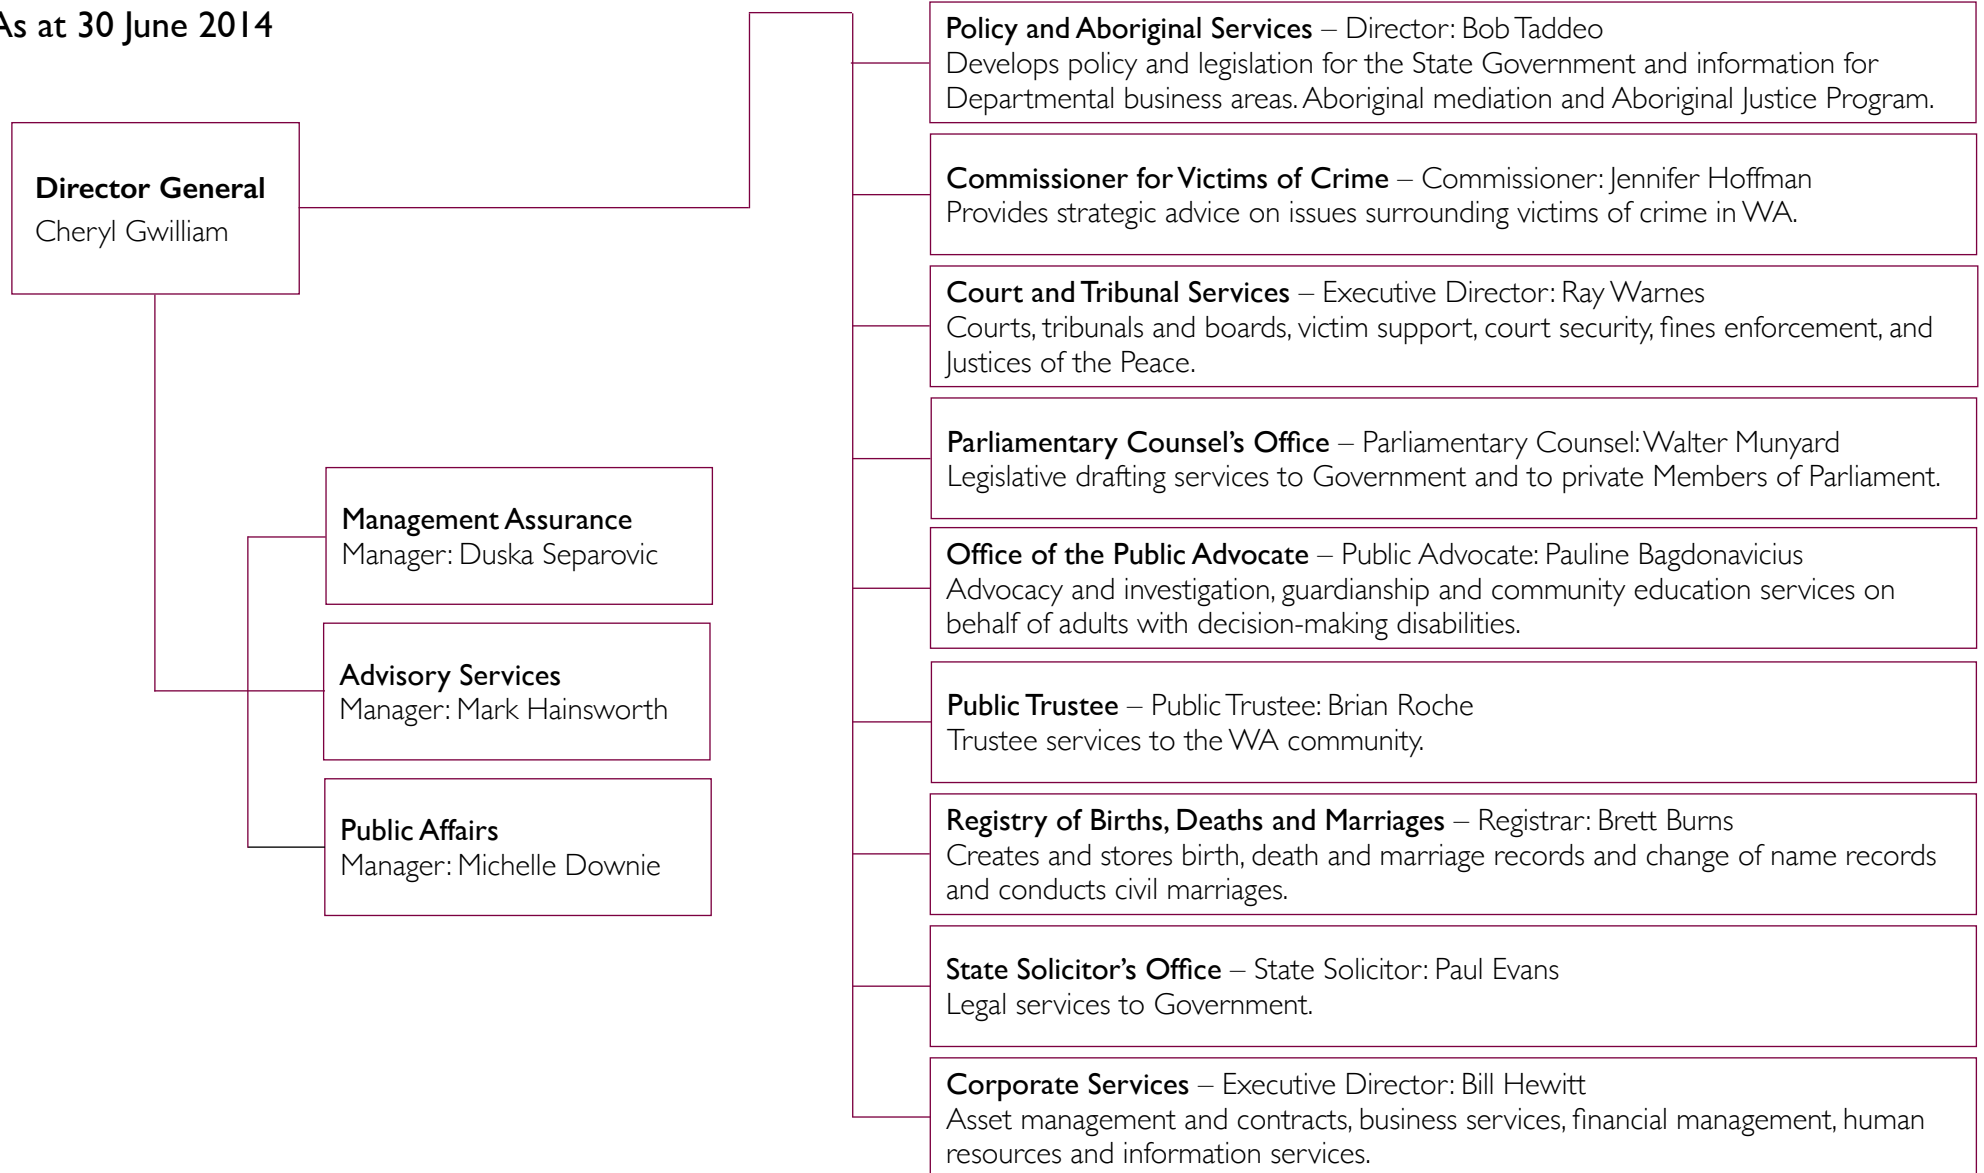 As at 30 June 2014
Director General
Cheryl Gwilliam
Management Assurance
Manager: Duska Separovic
Advisory Services
Manager: Mark Hainsworth
Public Affairs
Manager: Michelle Downie
Policy and Aboriginal Services – Director: Bob Taddeo
Develops policy and legislation for the State Government and information for
Departmental business areas. Aboriginal mediation and Aboriginal Justice Program.
Commissioner for Victims of Crime – Commissioner: Jennifer Hoffman
Provides strategic advice on issues surrounding victims of crime in WA.
Court and Tribunal Services – Executive Director: Ray Warnes
Courts, tribunals and boards, victim support, court security, fines enforcement, and
Justices of the Peace.
Parliamentary Counsel’s Office – Parliamentary Counsel: Walter Munyard
Legislative drafting services to Government and to private Members of Parliament.
Office of the Public Advocate – Public Advocate: Pauline Bagdonavicius
Advocacy and investigation, guardianship and community education services on
behalf of adults with decision-making disabilities.
Public Trustee – Public Trustee: Brian Roche
Trustee services to the WA community.
Registry of Births, Deaths and Marriages – Registrar: Brett Burns
Creates and stores birth, death and marriage records and change of name records
and conducts civil marriages.
State Solicitor’s Office – State Solicitor: Paul Evans
Legal services to Government.
Corporate Services – Executive Director: Bill Hewitt
Asset management and contracts, business services, financial management, human
resources and information services.